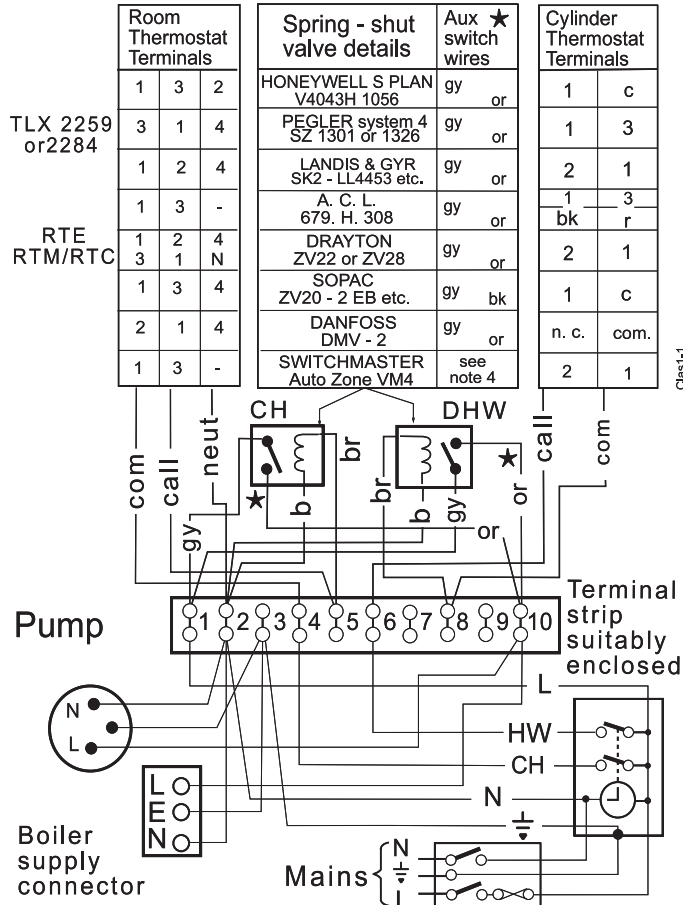 Room Thermostat Terminals
Spring - shut valve details
Aux ★ switch wires
Cylinder Thermostat Terminals
1 3 2
HONEYWELL S PLAN V4043H 1056
gy or
1 c
TLX 2259 or2284
3 1 4
PEGLER system 4 SZ 1301 or 1326
gy or
1 3
1 2 4
LANDIS & GYR SK2 - LL4453 etc.
gy or
2 1
1 3 -
A. C. L. 679. H. 308
gy or
1 3
bk r
RTE RTM/RTC
1 2 4
3 1 N
DRAYTON ZV22 or ZV28
gy or
2 1
1 3 4
SOPAC ZV20 - 2 EB etc.
gy bk
1 c
2 1 4
DANFOSS DMV - 2
gy or
n. c. com.
1 3 -
SWITCHMASTER Auto Zone VM4
see note 4
2 1
Clas1-1
CH
DHW
com
call
neut
gy
★
b
br
br
b
gy
★
or
or
call
com
Pump
1 2 3 4 5 6 7 8 9 10
Terminal strip suitably enclosed
N
L
L
HW
CH
N
L
E
N
Boiler supply connector
Mains
N
L